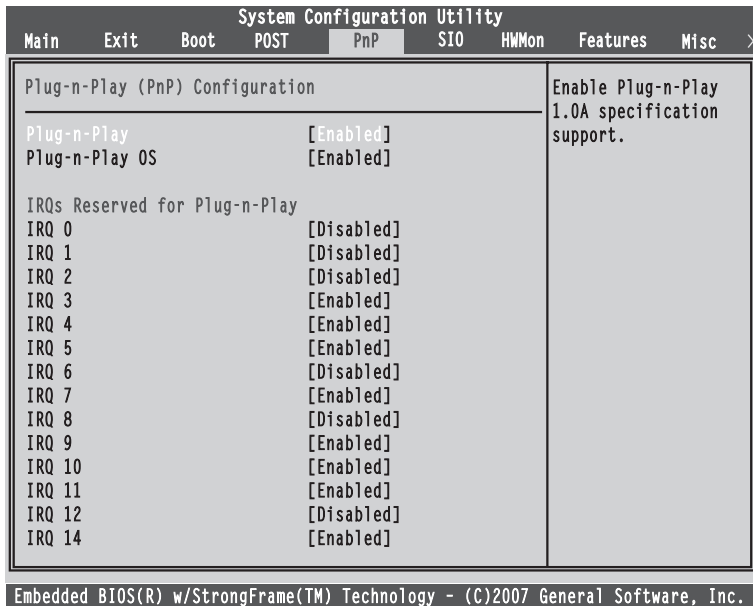 System Configuration Utility
Main Exit Boot POST PnP SIO HWMon Features Misc >
Plug-n-Play (PnP) Configuration
Plug-n-Play [Enabled]
Plug-n-Play OS [Enabled]
IRQs Reserved for Plug-n-Play
IRQ 0 [Disabled]
IRQ 1 [Disabled]
IRQ 2 [Disabled]
IRQ 3 [Enabled]
IRQ 4 [Enabled]
IRQ 5 [Enabled]
IRQ 6 [Disabled]
IRQ 7 [Enabled]
IRQ 8 [Disabled]
IRQ 9 [Enabled]
IRQ 10 [Enabled]
IRQ 11 [Enabled]
IRQ 12 [Disabled]
IRQ 14 [Enabled]
Enable Plug-n-Play
1.0A specification
support.
Embedded BIOS(R) w/StrongFrame(TM) Technology - (C)2007 General Software, Inc.